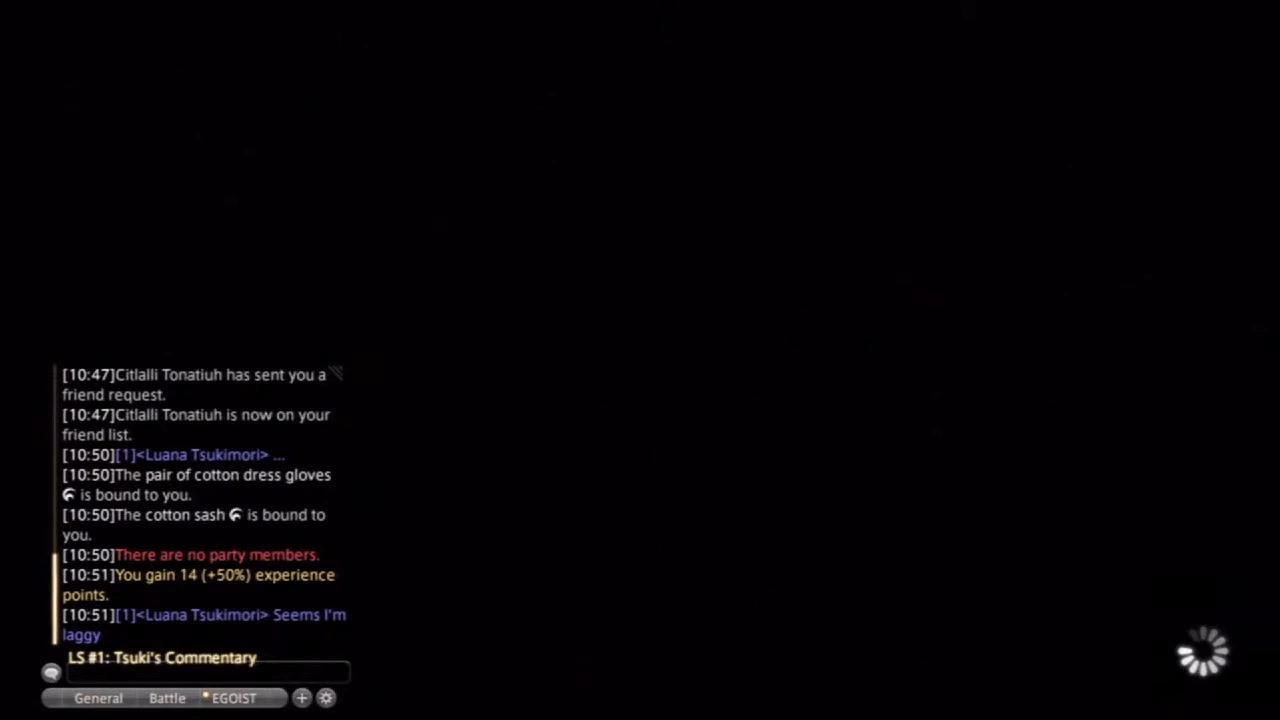 [10:47]Citlalli Tonatiuh has sent you a
friend request.
[10:47]Citlalli Tonatiuh is now on your
friend list.
[10:50][1]<Luana Tsukimori> ...
[10:50]The pair of cotton dress gloves
is bound to you.
[10:50]The cotton sash is bound to
you.
[10:50]There are no party members.
[10:51]You gain 14 (+50%) experience
points.
[10:51][1]<Luana Tsukimori> Seems I'm
laggy
LS #1: Tsuki's Commentary
General Battle EGOIST